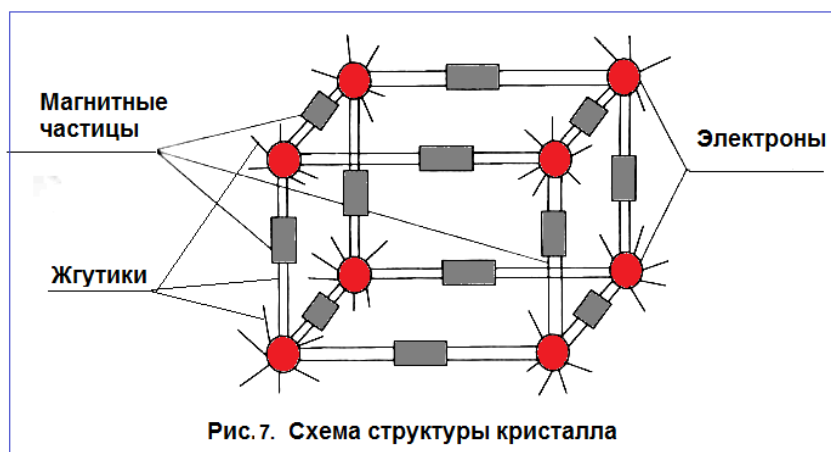 Магнитные
частицы
Электроны
Жгутики
Рис. 7. Схема структуры кристалла